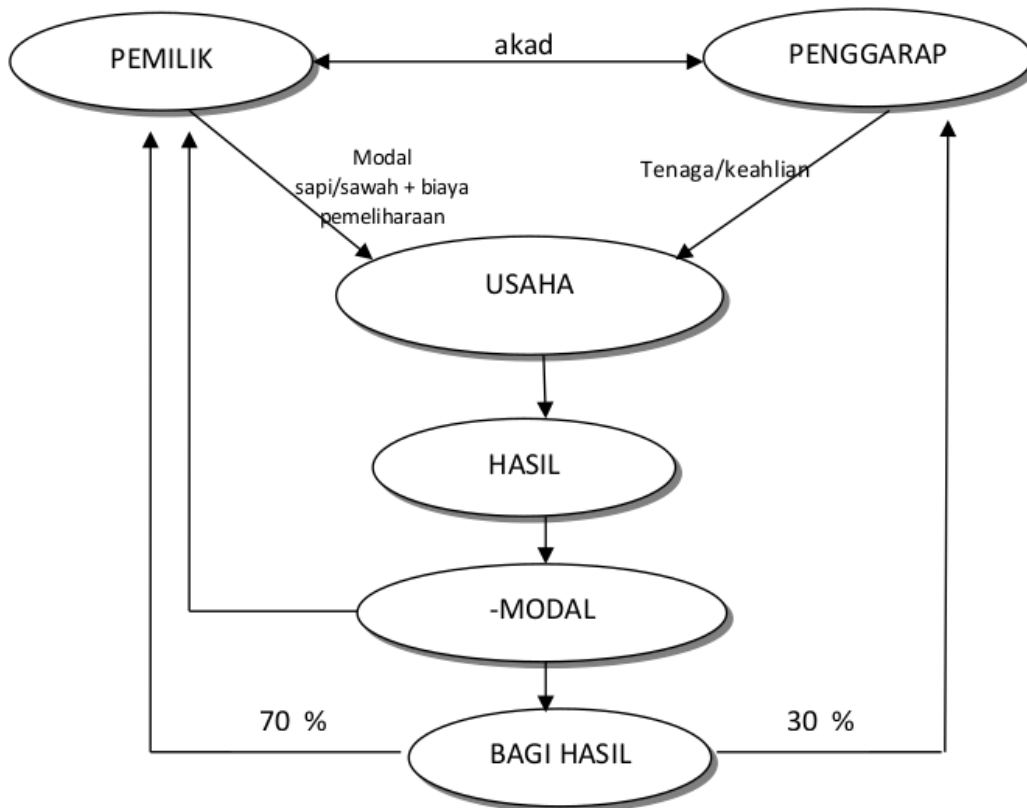 PEMILIK
akad
PENGGARAP
Modal
sapi/sawah + biaya
pemeliharaan
Tenaga/keahlian
USAHA
HASIL
-MODAL
70 %
30 %
BAGI HASIL